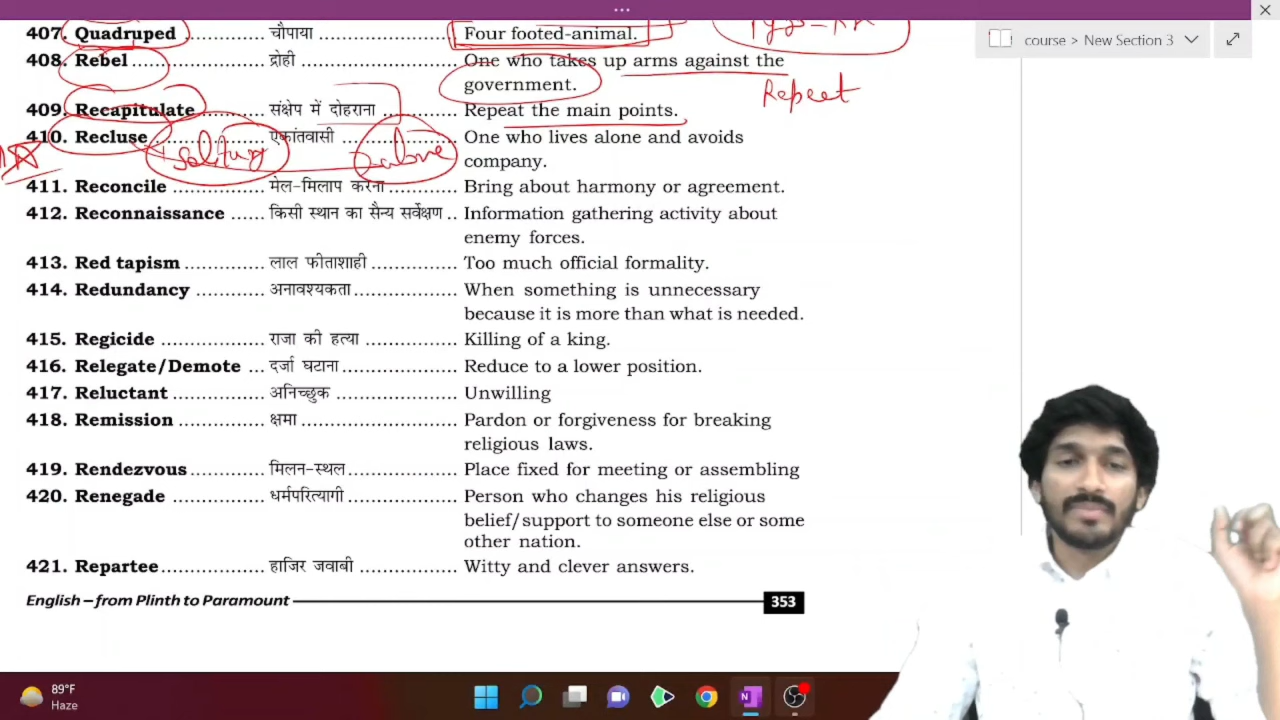 course > New Section 3
407. Quadruped ................ चौपाया ........................ Four footed-animal.
408. Rebel ........................ द्रोही ........................ One who takes up arms against the
government.
Repeat
409. Recapitulate ........... संक्षेप में दोहराना ............ Repeat the main points.
410. Recluse ................... एकांतवासी .................... One who lives alone and avoids
solitary alone
company.
411. Reconcile ................ मेल-मिलाप करना ............ Bring about harmony or agreement.
412. Reconnaissance ...... किसी स्थान का सैन्य सर्वेक्षण .. Information gathering activity about
enemy forces.
413. Red tapism .............. लाल फीताशाही ............... Too much official formality.
414. Redundancy ............ अनावश्यकता .................. When something is unnecessary
because it is more than what is needed.
415. Regicide .................. राजा की हत्या ................ Killing of a king.
416. Relegate/Demote ... दर्जा घटाना .................... Reduce to a lower position.
417. Reluctant ................ अनिच्छुक ...................... Unwilling
418. Remission ............... क्षमा ........................... Pardon or forgiveness for breaking
religious laws.
419. Rendezvous ............. मिलन-स्थल ................... Place fixed for meeting or assembling
420. Renegade ................ धर्मपरित्यागी .................... Person who changes his religious
belief/support to someone else or some
other nation.
421. Repartee .................. हाजिर जवाबी ................. Witty and clever answers.
English – from Plinth to Paramount 353
89°F
Haze